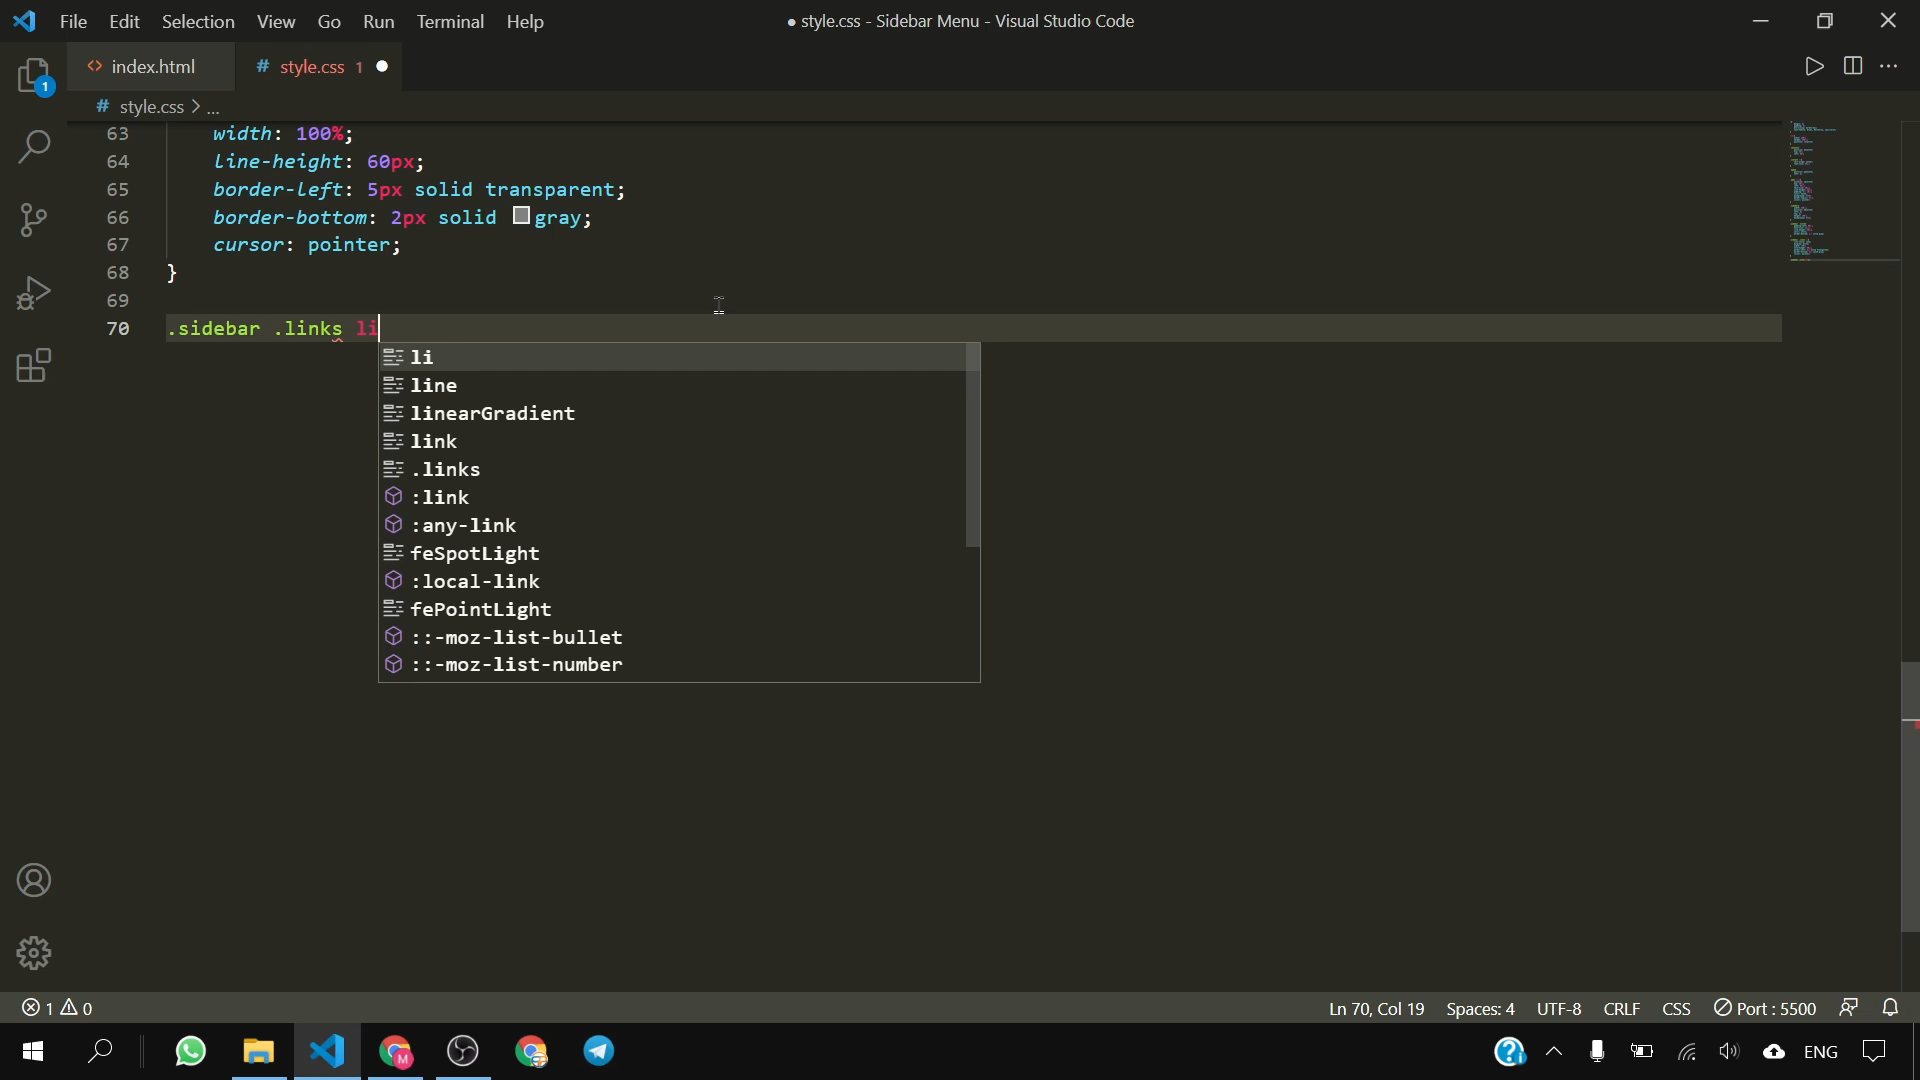 File Edit Selection View Go Run Terminal Help
● style.css - Sidebar Menu - Visual Studio Code
index.html
# style.css 1
# style.css > ...
63 width: 100%;
64 line-height: 60px;
65 border-left: 5px solid transparent;
66 border-bottom: 2px solid gray;
67 cursor: pointer;
68 }
69
70 .sidebar .links li
li
line
linearGradient
link
.links
:link
:any-link
feSpotLight
:local-link
fePointLight
::-moz-list-bullet
::-moz-list-number
1
1 0
Ln 70, Col 19 Spaces: 4 UTF-8 CRLF CSS Port : 5500
M
ENG